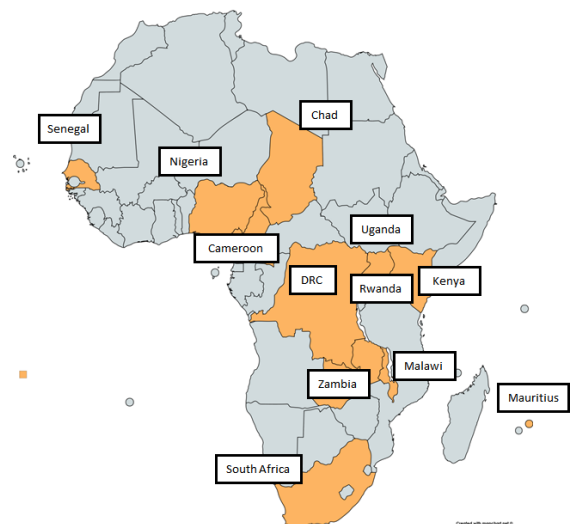 Chad
Senegal
Nigeria
Uganda
Cameroon
DRC
Rwanda
Kenya
Malawi
Zambia
Mauritius
South Africa